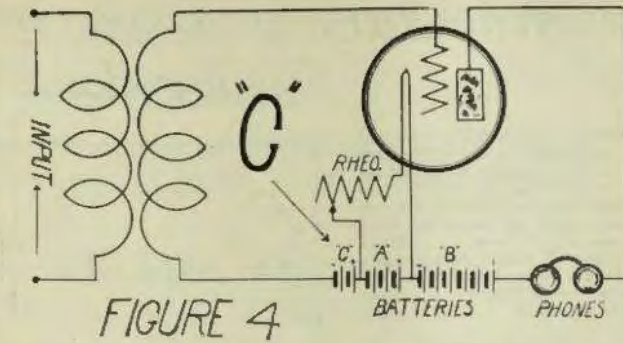 "C"
INPUT
RHEO.
"C" "A" "B"
BATTERIES
PHONES
FIGURE 4